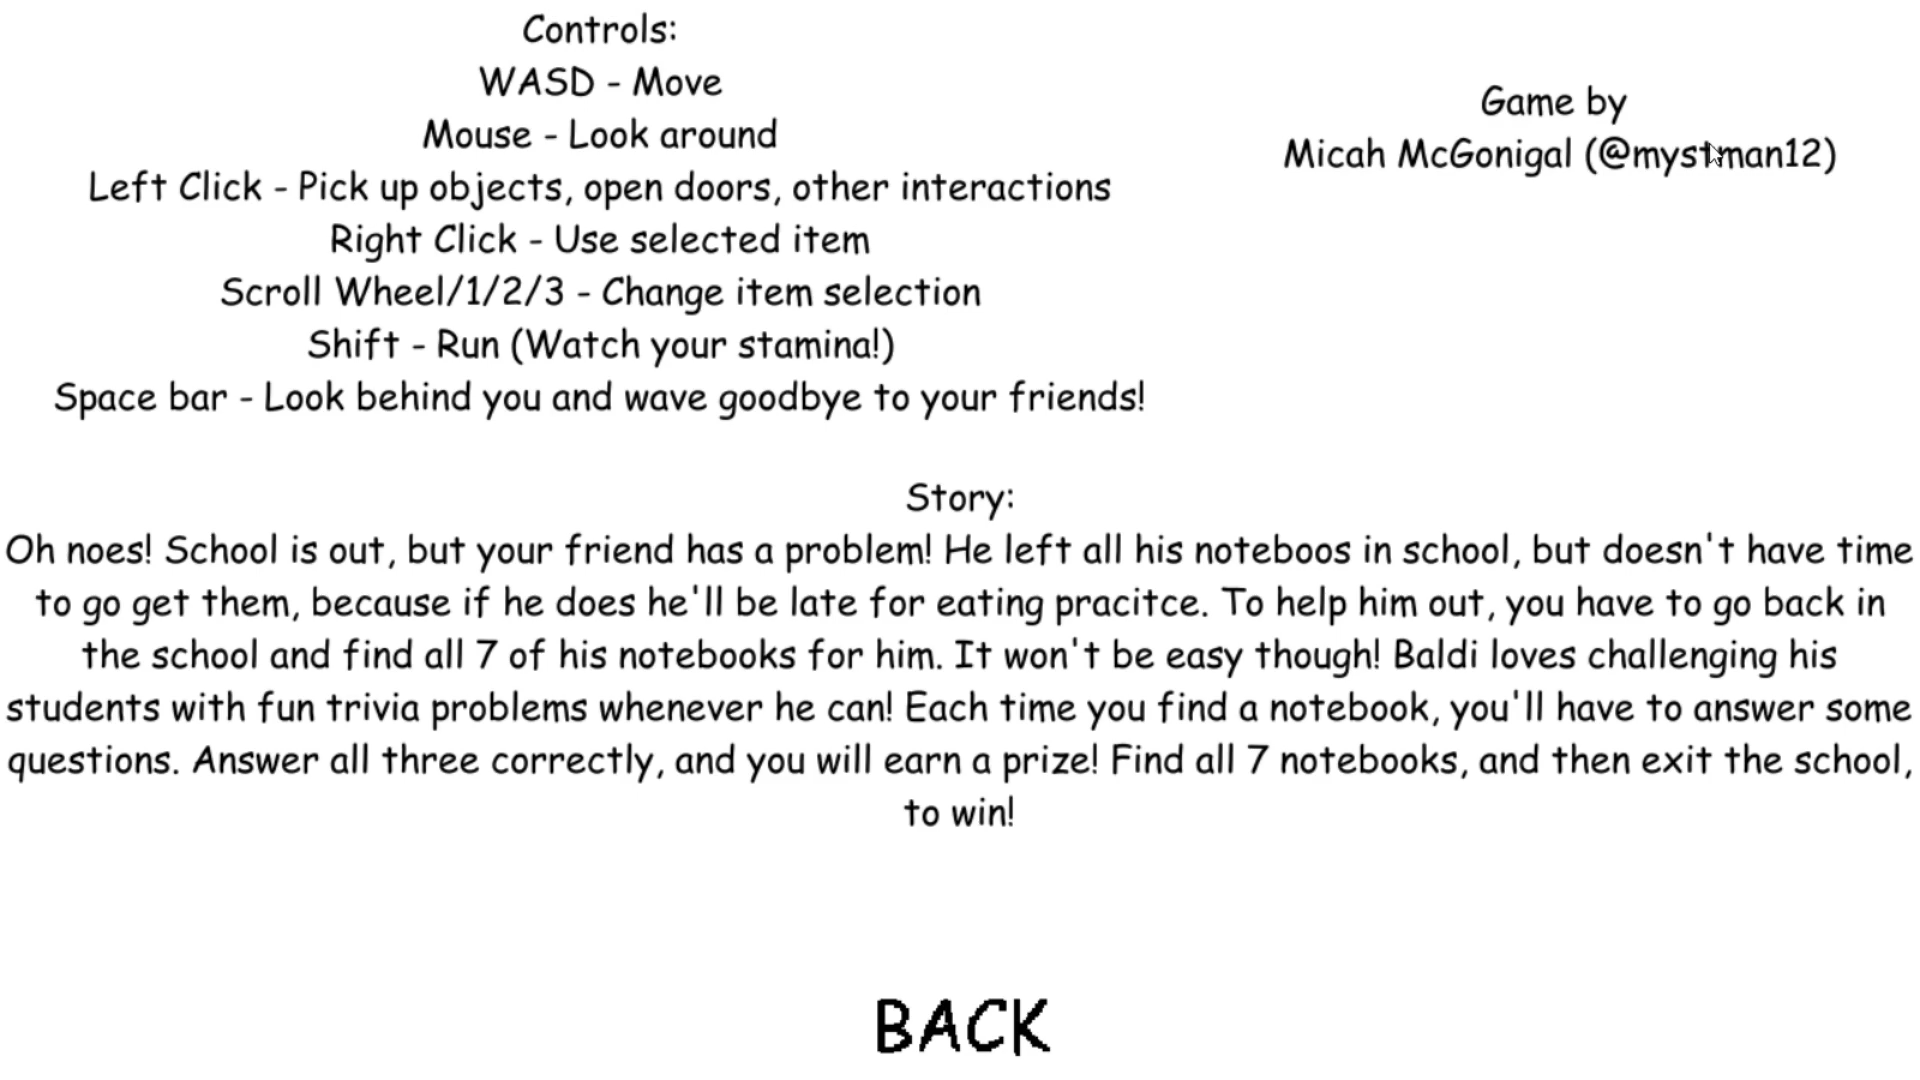 Controls:
WASD - Move
Mouse - Look around
Left Click - Pick up objects, open doors, other interactions
Right Click - Use selected item
Scroll Wheel/1/2/3 - Change item selection
Shift - Run (Watch your stamina!)
Space bar - Look behind you and wave goodbye to your friends!
Game by
Micah McGonigal (@mystman12)
Story:
Oh noes! School is out, but your friend has a problem! He left all his noteboos in school, but doesn't have time
to go get them, because if he does he'll be late for eating pracitce. To help him out, you have to go back in
the school and find all 7 of his notebooks for him. It won't be easy though! Baldi loves challenging his
students with fun trivia problems whenever he can! Each time you find a notebook, you'll have to answer some
questions. Answer all three correctly, and you will earn a prize! Find all 7 notebooks, and then exit the school,
to win!
BACK